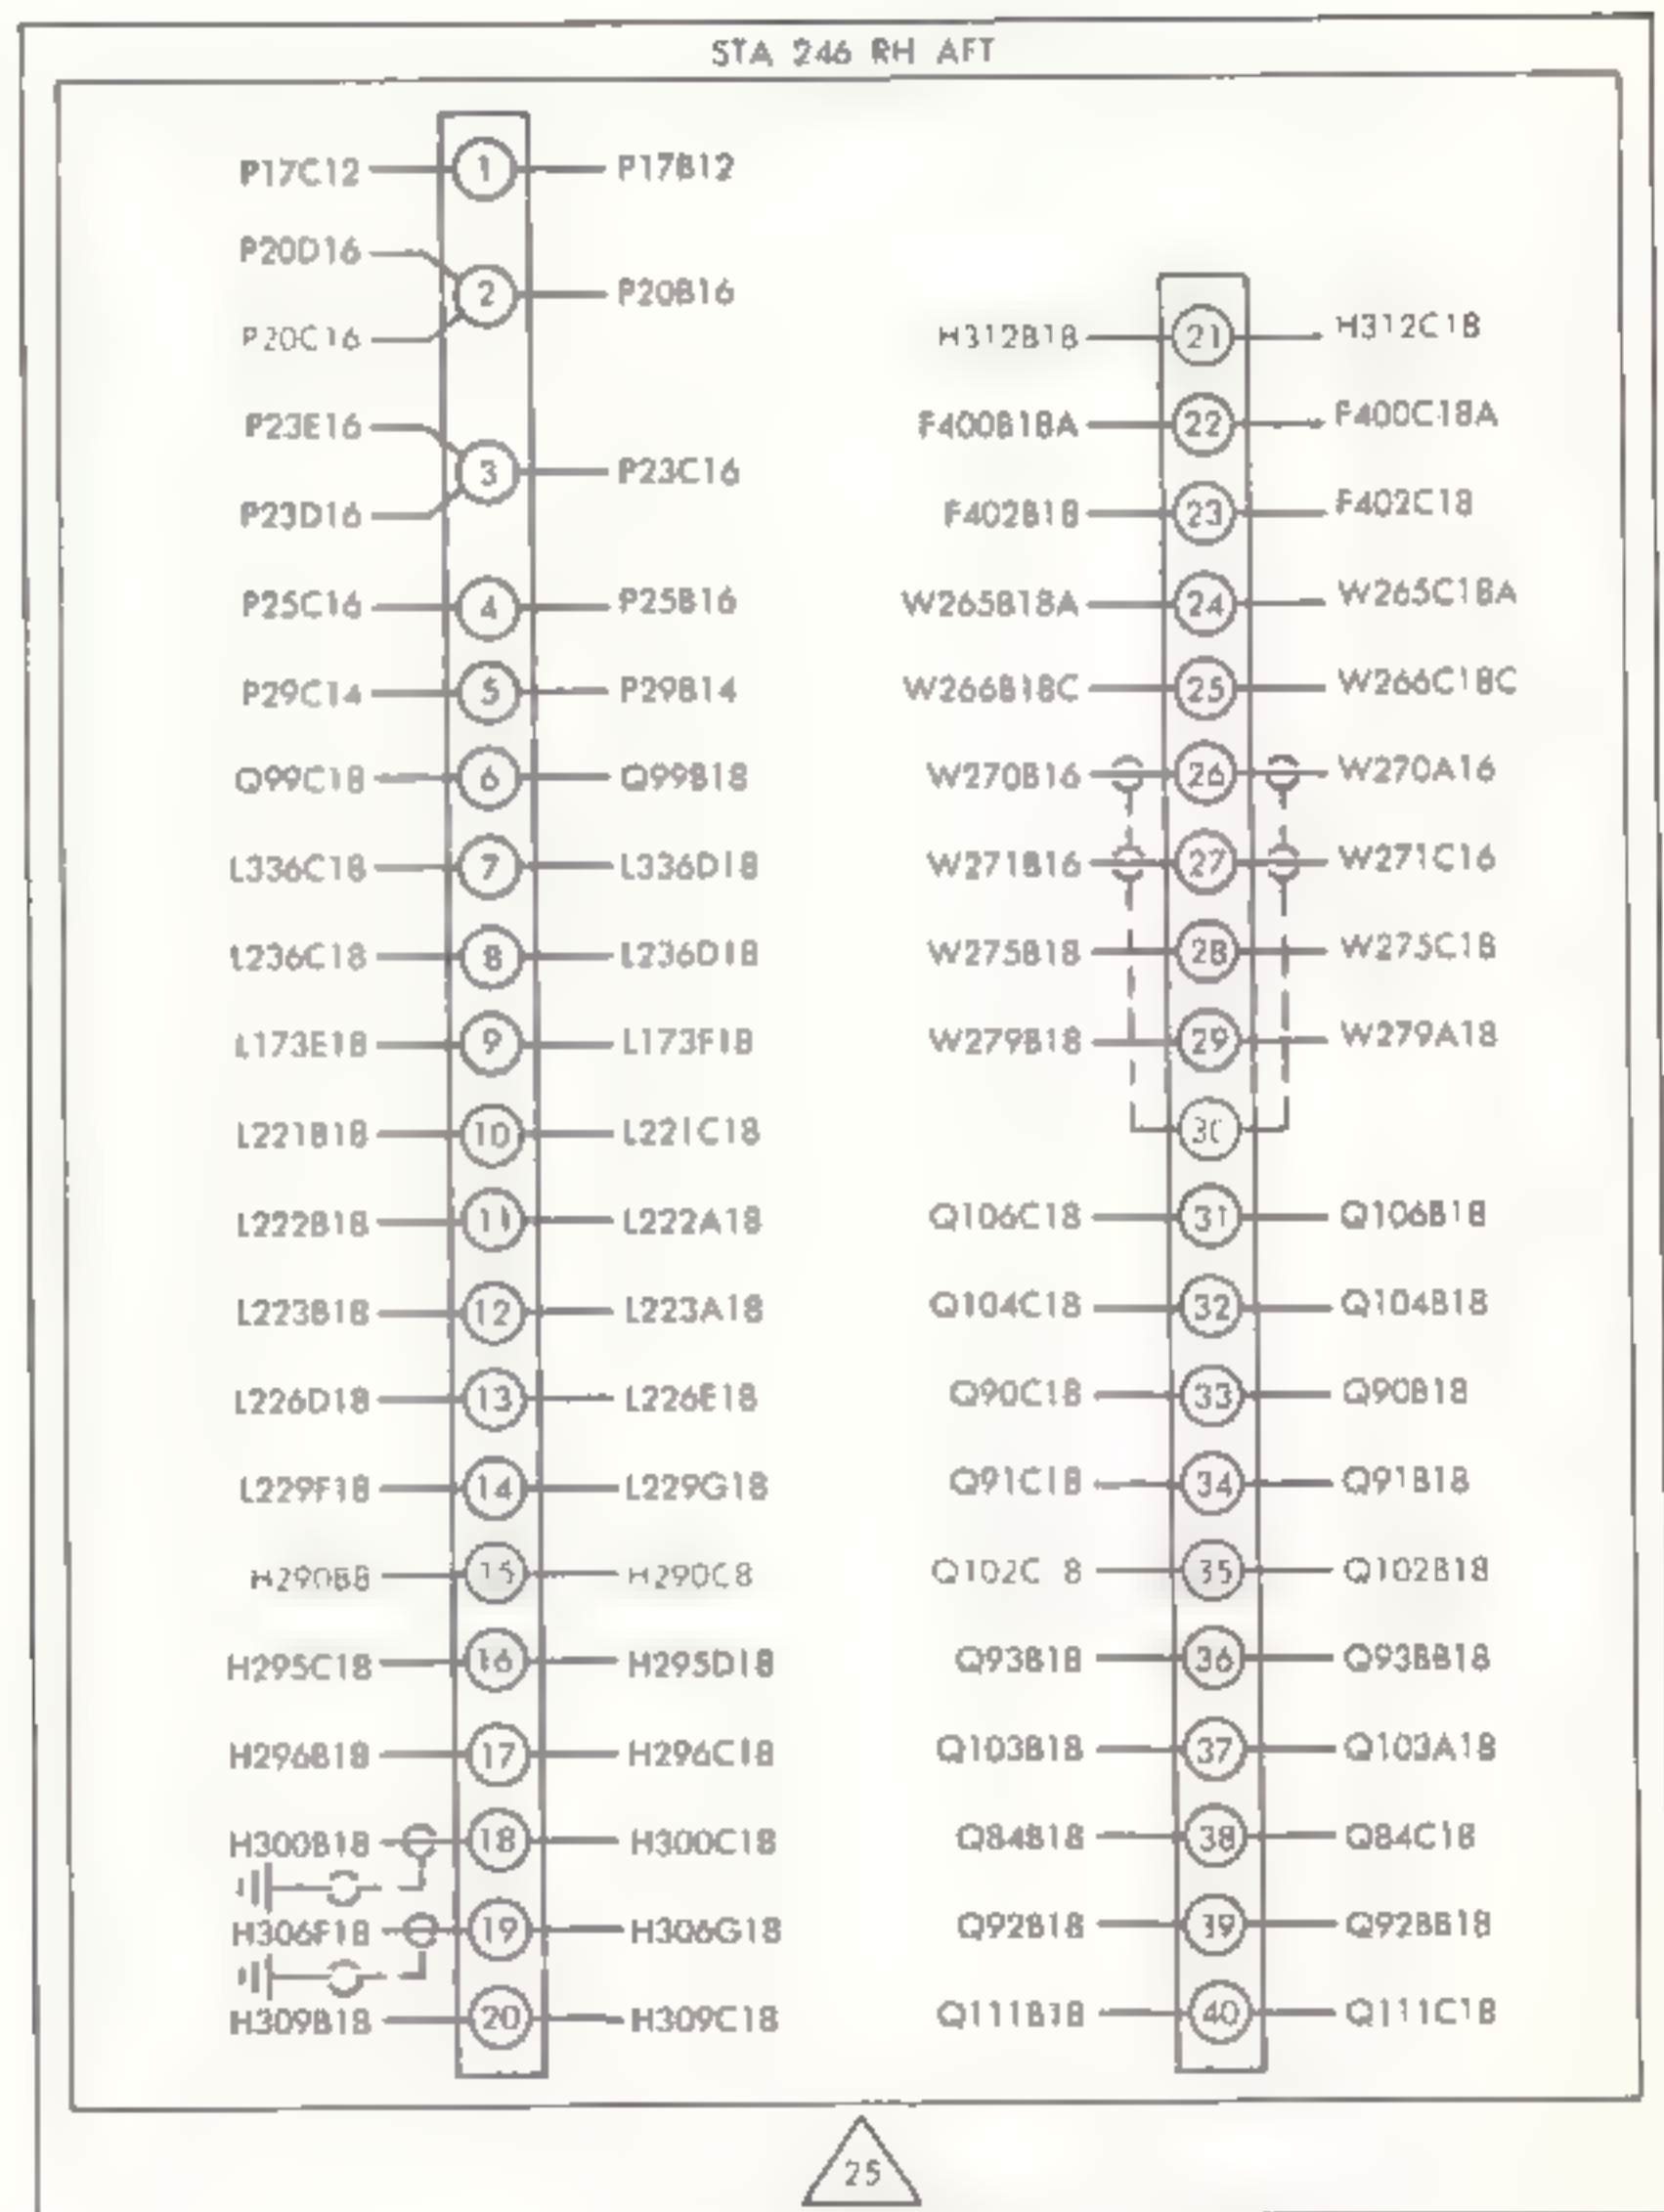 STA 246 RH AFT
P17C12 1 P17B12
P20D16
2 P20B16
P20C16
P23E16
3 P23C16
P23D16
P25C16 4 P25B16
P29C14 5 P29B14
Q99C18 6 Q99B18
L336C18 7 L336D18
L236C18 8 L236D18
L173E18 9 L173F18
L221B18 10 L221C18
L222B18 11 L222A18
L223B18 12 L223A18
L226D18 13 L226E18
L229F18 14 L229G18
H290B8 15 H290C8
H295C18 16 H295D18
H296B18 17 H296C18
H300B18 18 H300C18
H306F18 19 H306G18
H309B18 20 H309C18
H312B18 21 H312C18
F400B18A 22 F400C18A
F402B18 23 F402C18
W265B18A 24 W265C18A
W266B18C 25 W266C18C
W270B16 26 W270A16
W271B16 27 W271C16
W275B18 28 W275C18
W279B18 29 W279A18
30
Q106C18 31 Q106B18
Q104C18 32 Q104B18
Q90C18 33 Q90B18
Q91C18 34 Q91B18
Q102C 8 35 Q102B18
Q93B18 36 Q93BB18
Q103B18 37 Q103A18
Q84B18 38 Q84C18
Q92B18 39 Q92BB18
Q111B18 40 Q111C18
25